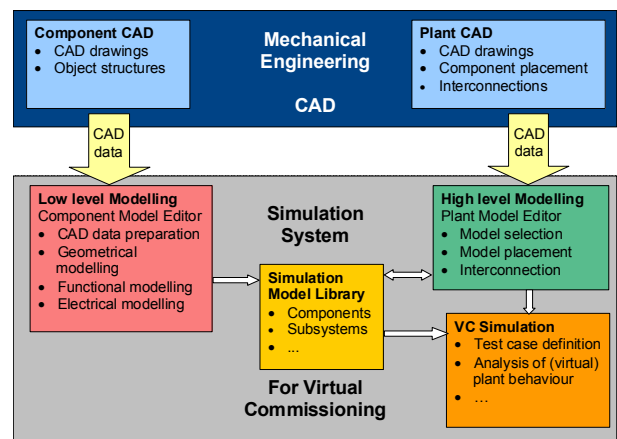 Component CAD
• CAD drawings
• Object structures
Mechanical
Engineering
CAD
Plant CAD
• CAD drawings
• Component placement
• Interconnections
CAD
data
CAD
data
Low level Modelling
Component Model Editor
• CAD data preparation
• Geometrical
modelling
• Functional modelling
• Electrical modelling
Simulation
System
High level Modelling
Plant Model Editor
• Model selection
• Model placement
• Interconnection
Simulation
Model Library
• Components
• Subsystems
• ...
VC Simulation
• Test case definition
• Analysis of (virtual)
plant behaviour
• ...
For Virtual
Commissioning